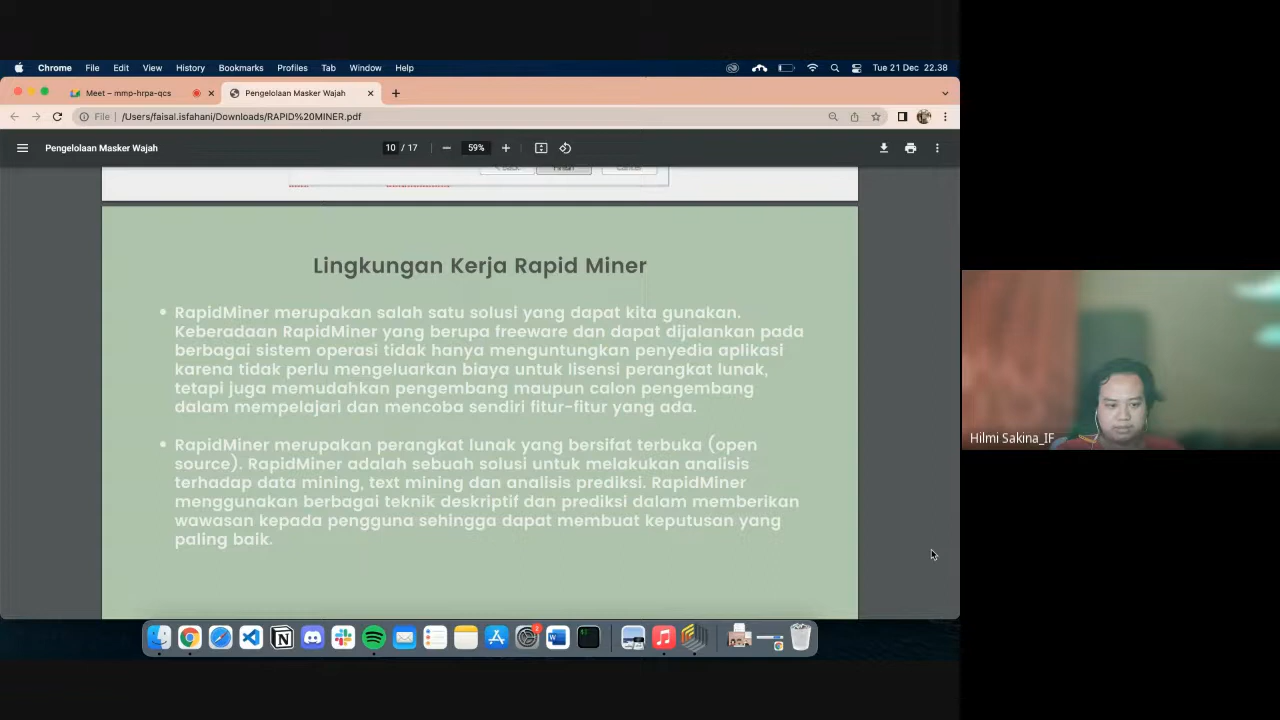 Chrome File Edit View History Bookmarks Profiles Tab Window Help Tue 21 Dec 22.38
Meet – mmp-hrpa-qcs
Pengelolaan Masker Wajah
File /Users/faisal.isfahani/Downloads/RAPID%20MINER.pdf
Pengelolaan Masker Wajah 10 / 17 59%
< Back Finish Cancel
Lingkungan Kerja Rapid Miner
• RapidMiner merupakan salah satu solusi yang dapat kita gunakan.
Keberadaan RapidMiner yang berupa freeware dan dapat dijalankan pada
berbagai sistem operasi tidak hanya menguntungkan penyedia aplikasi
karena tidak perlu mengeluarkan biaya untuk lisensi perangkat lunak,
tetapi juga memudahkan pengembang maupun calon pengembang
dalam mempelajari dan mencoba sendiri fitur-fitur yang ada.
• RapidMiner merupakan perangkat lunak yang bersifat terbuka (open
source). RapidMiner adalah sebuah solusi untuk melakukan analisis
terhadap data mining, text mining dan analisis prediksi. RapidMiner
menggunakan berbagai teknik deskriptif dan prediksi dalam memberikan
wawasan kepada pengguna sehingga dapat membuat keputusan yang
paling baik.
Hilmi Sakina_IF
2